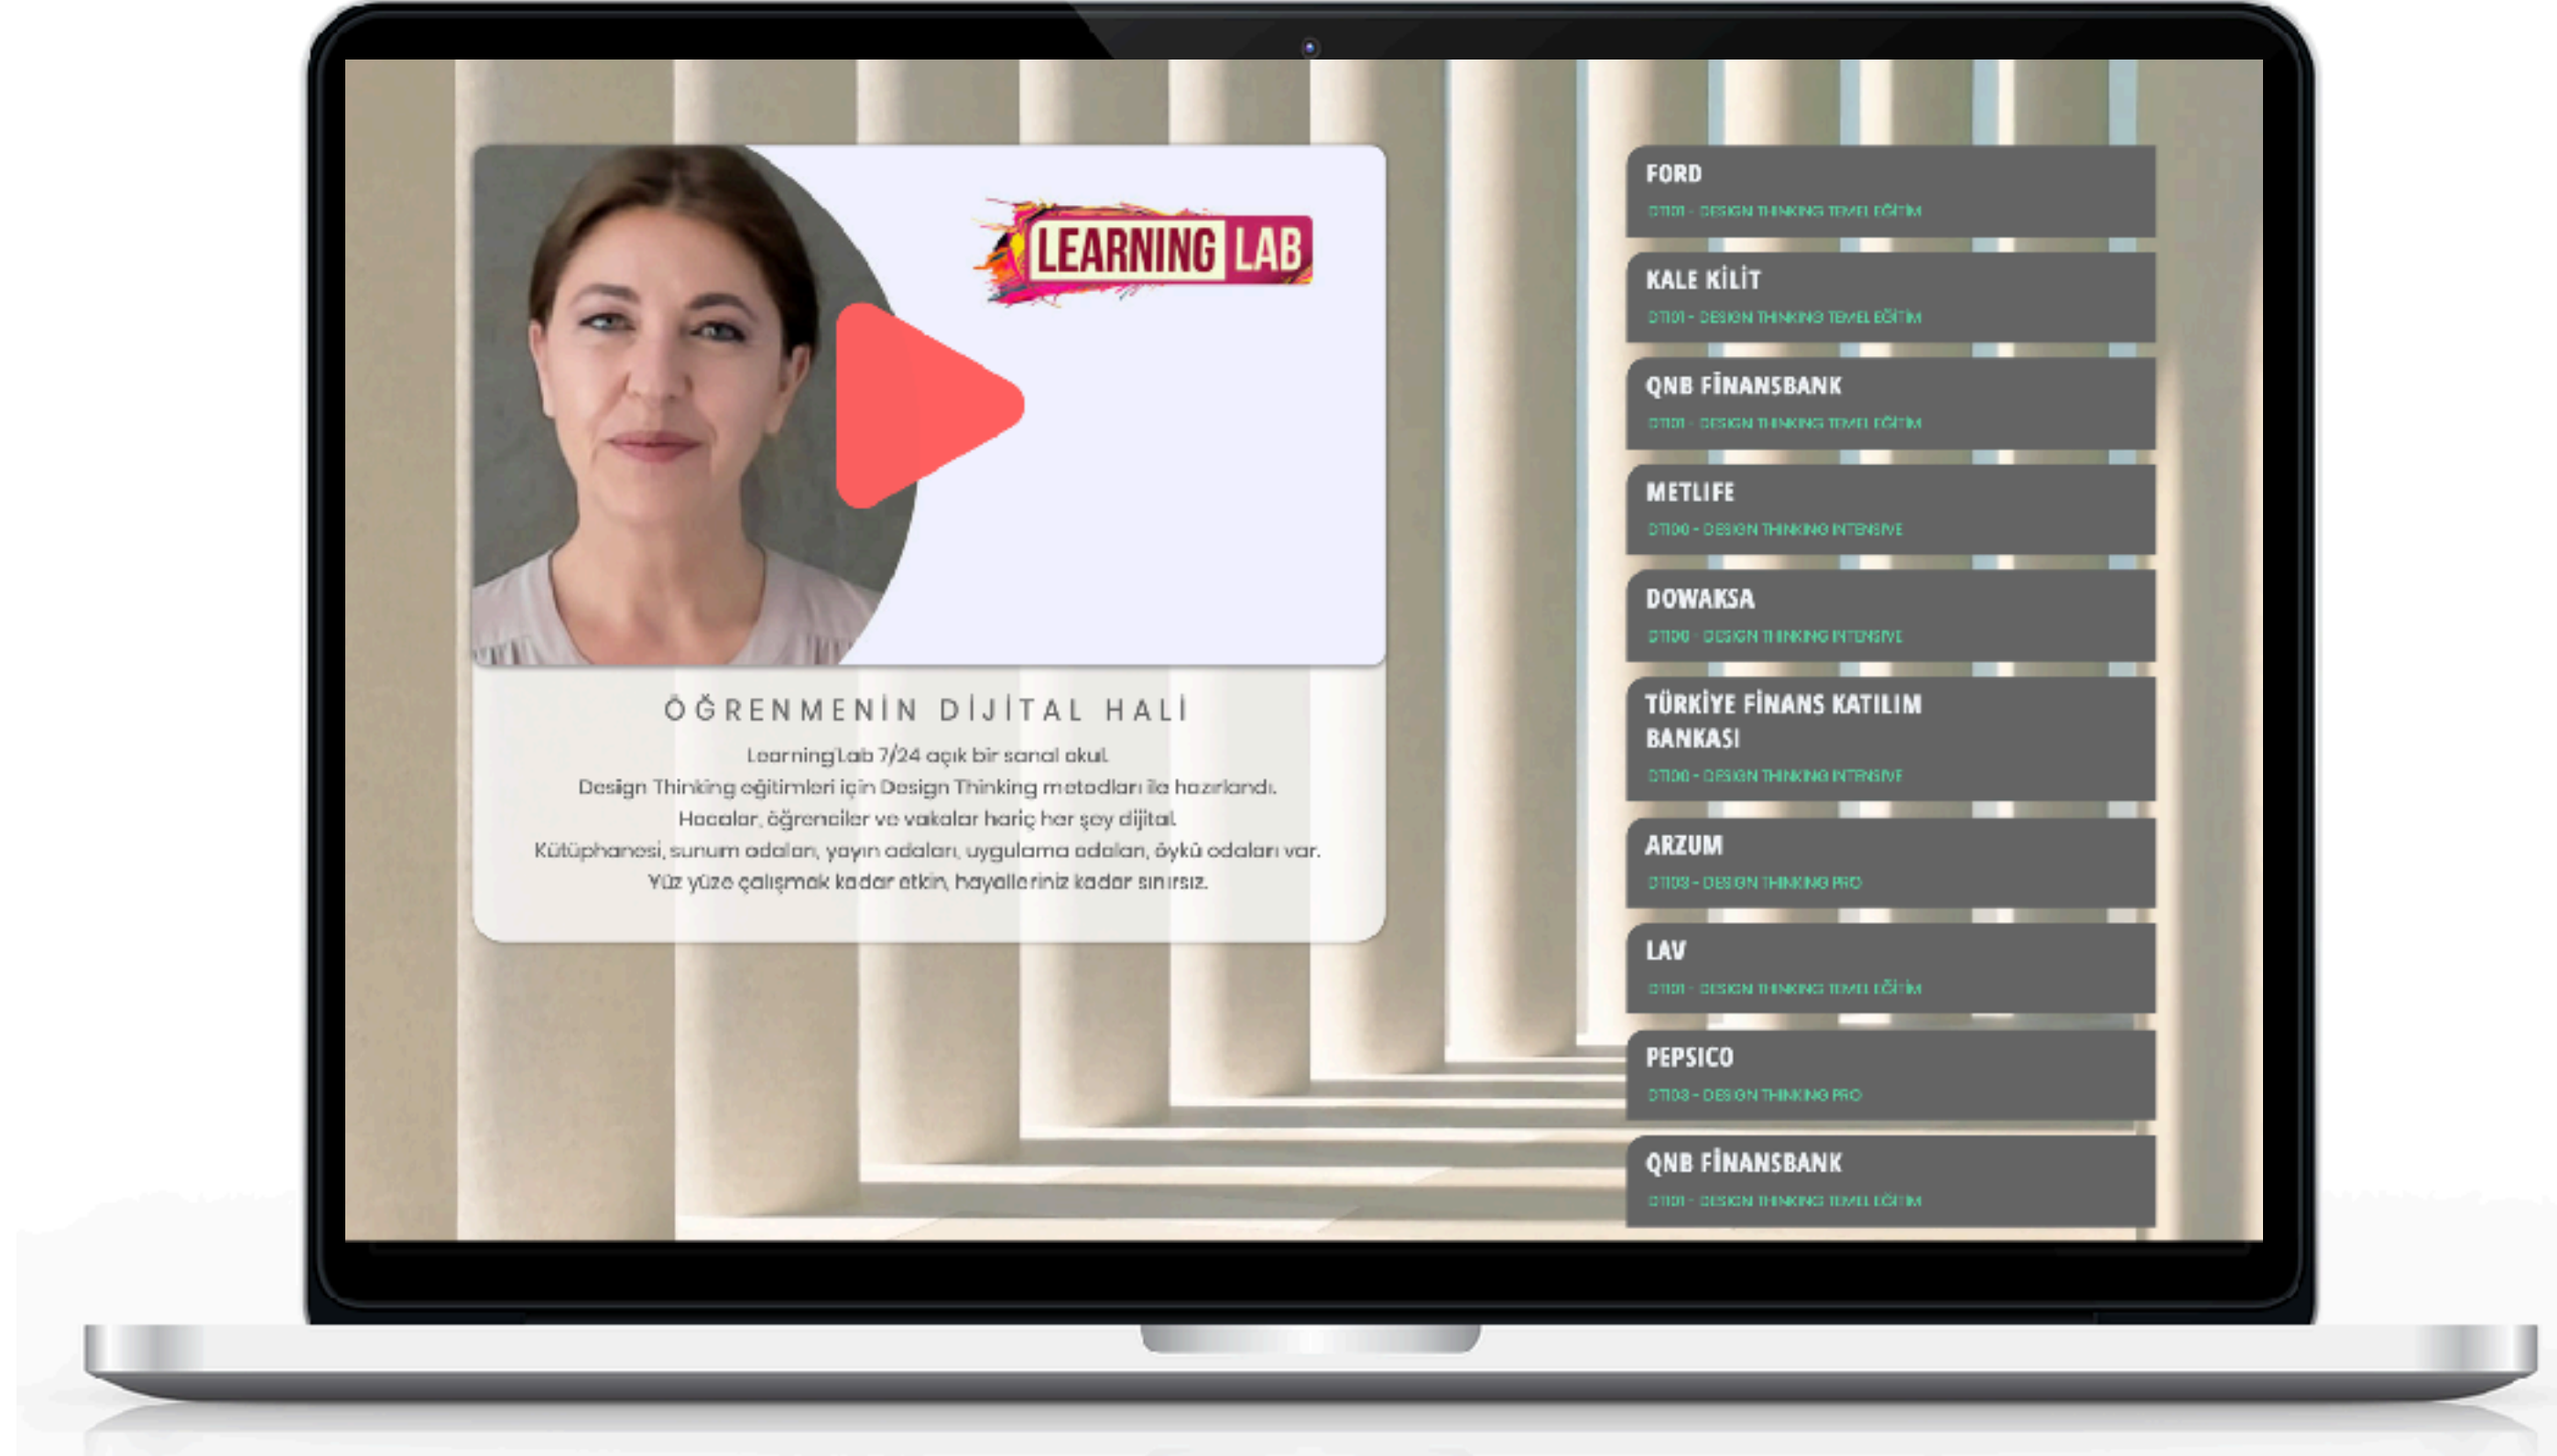 LEARNING LAB
ÖĞRENMENİN DİJİTAL HALİ
LearningLab 7/24 açık bir sanal okul.
Design Thinking eğitimleri için Design Thinking metodları ile hazırlandı.
Hocalar, öğrenciler ve vakalar hariç her şey dijital.
Kütüphanesi, sunum odaları, yayın odaları, uygulama odaları, öykü odaları var.
Yüz yüze çalışmak kadar etkin, hayalleriniz kadar sınırsız.
FORD
DT101 - DESIGN THINKING TEMEL EĞİTİM
KALE KİLİT
DT101 - DESIGN THINKING TEMEL EĞİTİM
QNB FİNANSBANK
DT101 - DESIGN THINKING TEMEL EĞİTİM
METLIFE
DT100 - DESIGN THINKING INTENSIVE
DOWAKSA
DT100 - DESIGN THINKING INTENSIVE
TÜRKİYE FİNANS KATILIM
BANKASI
DT100 - DESIGN THINKING INTENSIVE
ARZUM
DT103 - DESIGN THINKING PRO
LAV
DT101 - DESIGN THINKING TEMEL EĞİTİM
PEPSICO
DT103 - DESIGN THINKING PRO
QNB FİNANSBANK
DT101 - DESIGN THINKING TEMEL EĞİTİM